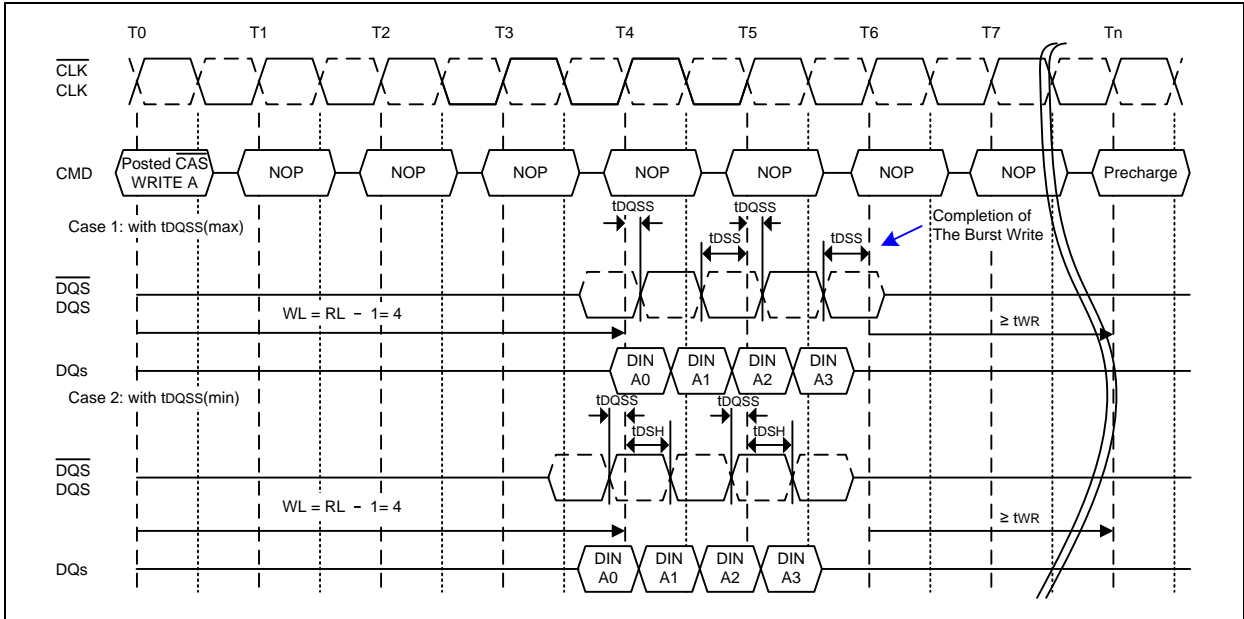 T0 T1 T2 T3 T4 T5 T6 T7 Tn
CLK
CLK
CMD
Posted CAS
WRITE A
NOP NOP NOP NOP NOP NOP NOP Precharge
Case 1: with tDQSS(max)
tDQSS tDQSS
tDSS tDSS
Completion of
The Burst Write
DQS
DQS
WL = RL - 1= 4
≥ tWR
DQs
DIN DIN DIN DIN
A0 A1 A2 A3
Case 2: with tDQSS(min)
tDQSS tDQSS
tDSH tDSH
DQS
DQS
WL = RL - 1= 4
≥ tWR
DQs
DIN DIN DIN DIN
A0 A1 A2 A3